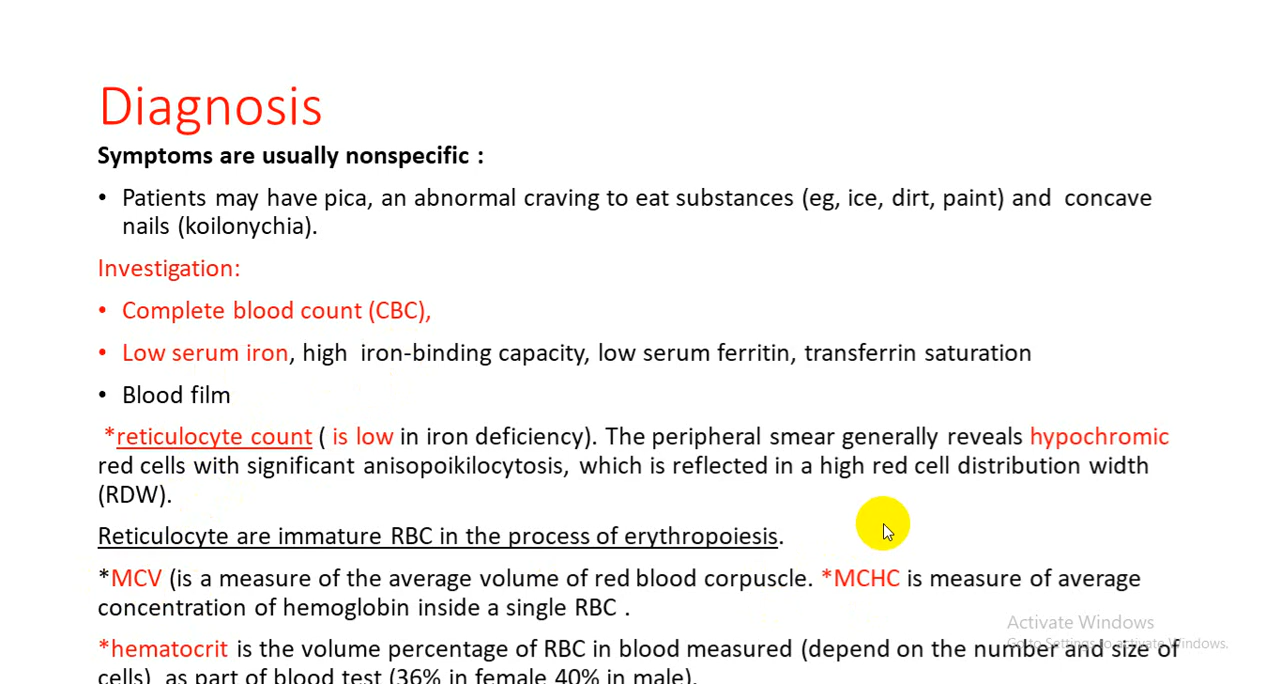 Diagnosis
Symptoms are usually nonspecific :
• Patients may have pica, an abnormal craving to eat substances (eg, ice, dirt, paint) and concave
nails (koilonychia).
Investigation:
• Complete blood count (CBC),
• Low serum iron, high iron-binding capacity, low serum ferritin, transferrin saturation
• Blood film
*reticulocyte count ( is low in iron deficiency). The peripheral smear generally reveals hypochromic
red cells with significant anisopoikilocytosis, which is reflected in a high red cell distribution width
(RDW).
Reticulocyte are immature RBC in the process of erythropoiesis.
*MCV (is a measure of the average volume of red blood corpuscle. *MCHC is measure of average
concentration of hemoglobin inside a single RBC .
Activate Windows
Go to Settings to activate Windows.
*hematocrit is the volume percentage of RBC in blood measured (depend on the number and size of
cells), as part of blood test (36% in female 40% in male).